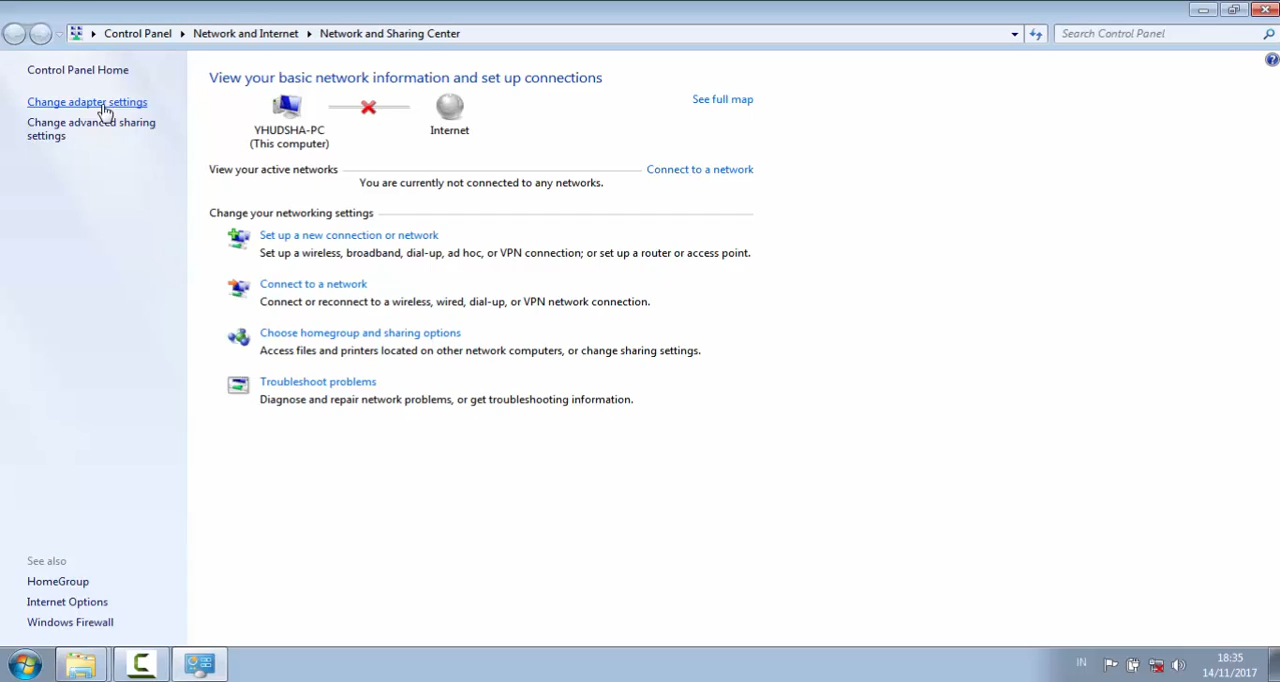 Control Panel
Network and Internet
Network and Sharing Center
Search Control Panel
Control Panel Home
Change adapter settings
Change advanced sharing
settings
View your basic network information and set up connections
YHUDSHA-PC
(This computer)
Internet
See full map
View your active networks
Connect to a network
You are currently not connected to any networks.
Change your networking settings
Set up a new connection or network
Set up a wireless, broadband, dial-up, ad hoc, or VPN connection; or set up a router or access point.
Connect to a network
Connect or reconnect to a wireless, wired, dial-up, or VPN network connection.
Choose homegroup and sharing options
Access files and printers located on other network computers, or change sharing settings.
Troubleshoot problems
Diagnose and repair network problems, or get troubleshooting information.
See also
HomeGroup
Internet Options
Windows Firewall
IN
18:35
14/11/2017